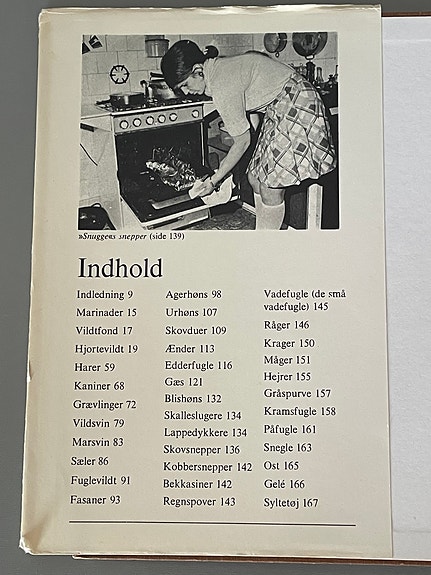 »Snuggens snepper (side 139)
Indhold
Indledning 9
Marinader 15
Vildtfond 17
Hjortevildt 19
Harer 59
Kaniner 68
Grævlinger 72
Vildsvin 79
Marsvin 83
Sæler 86
Fuglevildt 91
Fasaner 93
Agerhøns 98
Urhøns 107
Skovduer 109
Ænder 113
Edderfugle 116
Gæs 121
Blishøns 132
Skalleslugere 134
Lappedykkere 134
Skovsnepper 136
Kobbersnepper 142
Bekkasiner 142
Regnspover 143
Vadefugle (de små
vadefugle) 145
Råger 146
Krager 150
Måger 151
Hejrer 155
Gråspurve 157
Kramsfugle 158
Påfugle 161
Snegle 163
Ost 165
Gelé 166
Syltetøj 167